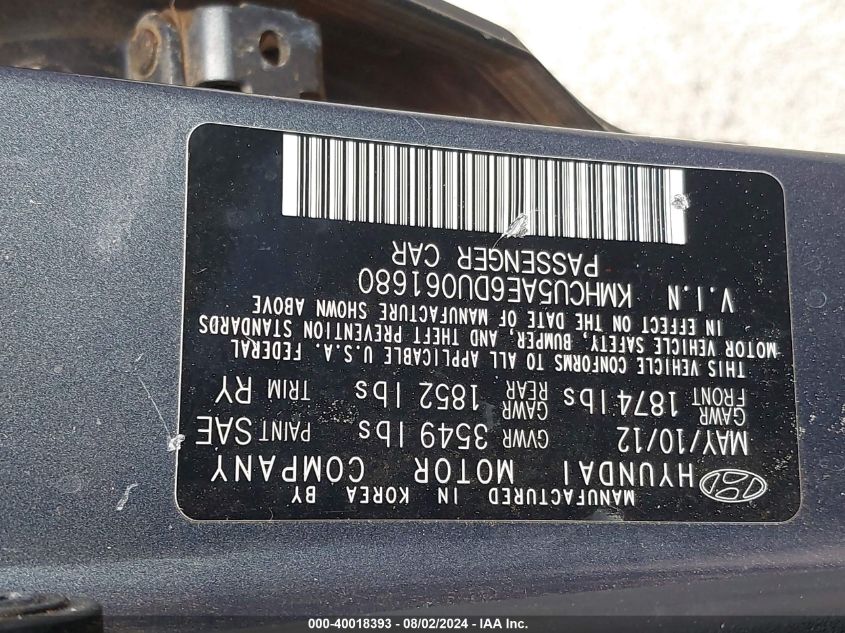 MANUFACTURED IN KOREA BY
HYUNDAI MOTOR COMPANY
MAY/10/12 GVWR 3549 lbs PAINT SAE
GAWR FRONT 1874 lbs GAWR REAR 1852 lbs TRIM RY
THIS VEHICLE CONFORMS TO ALL APPLICABLE U.S.A. FEDERAL
MOTOR VEHICLE SAFETY, BUMPER, AND THEFT PREVENTION STANDARDS
IN EFFECT ON THE DATE OF MANUFACTURE SHOWN ABOVE
V.I.N KMHCU5AE6DU061680
PASSENGER CAR
000-40018393 - 08/02/2024 - IAA Inc.